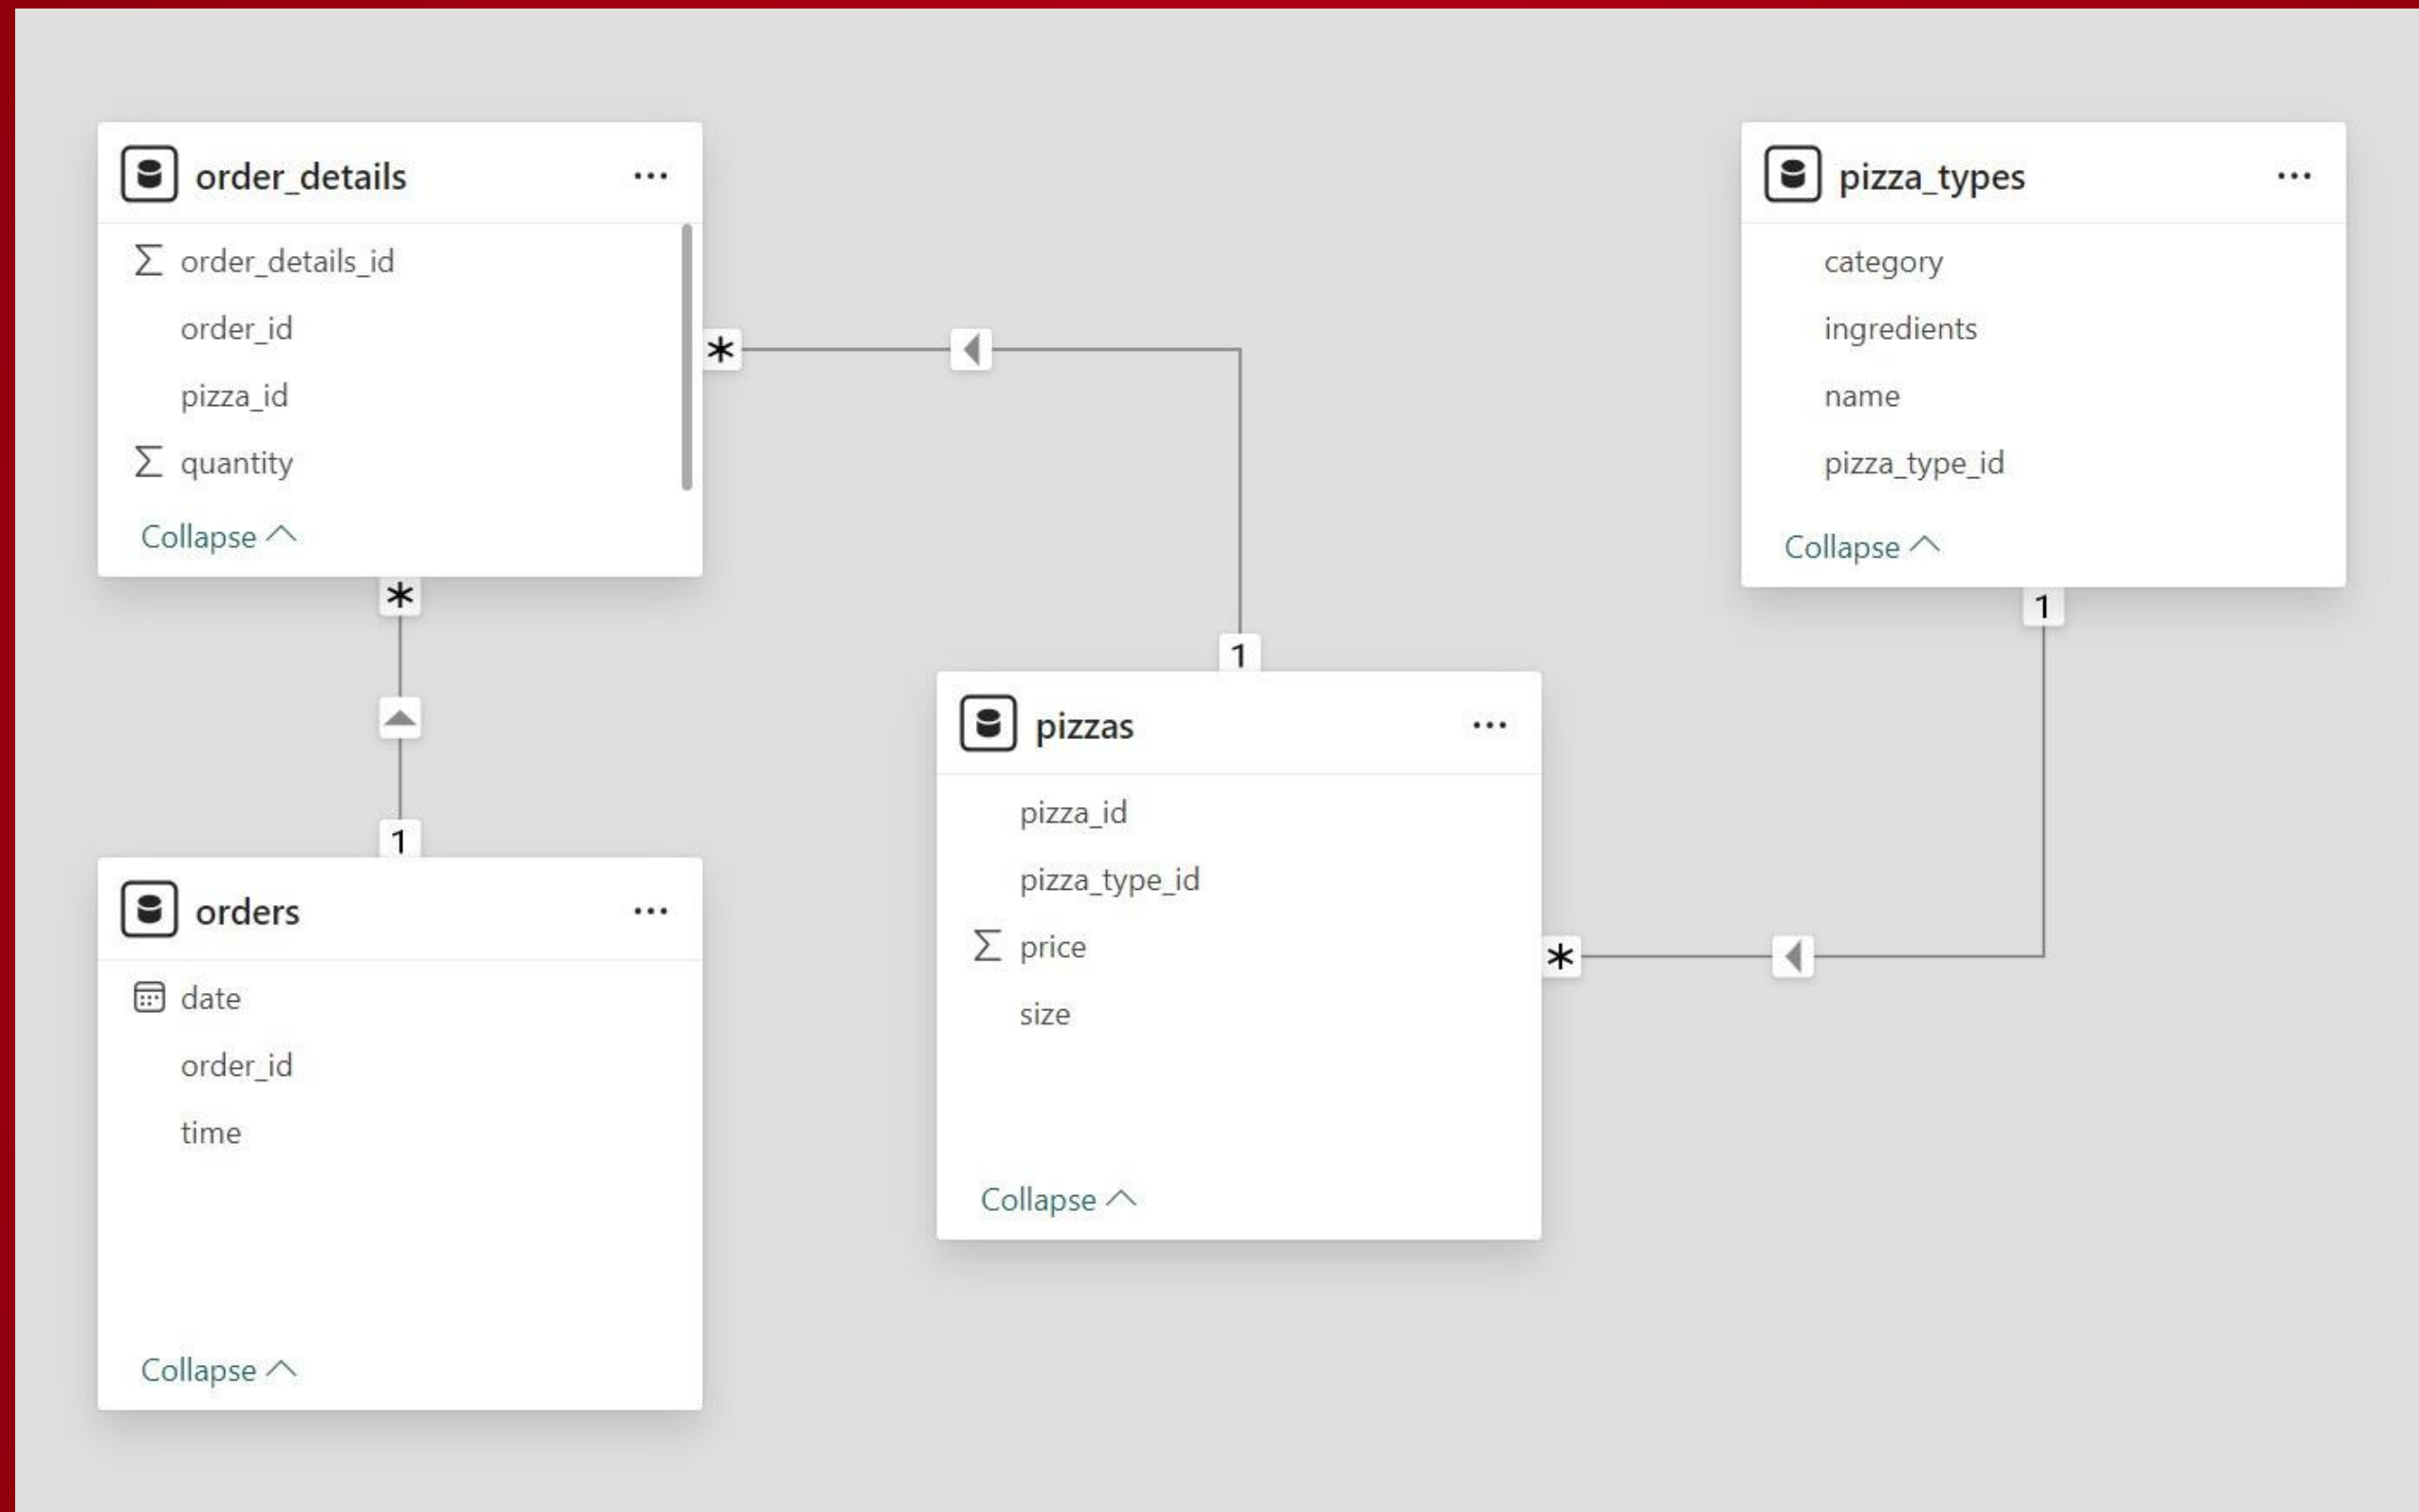 order_details
order_details_id
order_id
pizza_id
quantity
Collapse
*
*
1
orders
date
order_id
time
Collapse
1
pizzas
pizza_id
pizza_type_id
price
size
Collapse
*
pizza_types
category
ingredients
name
pizza_type_id
Collapse
1